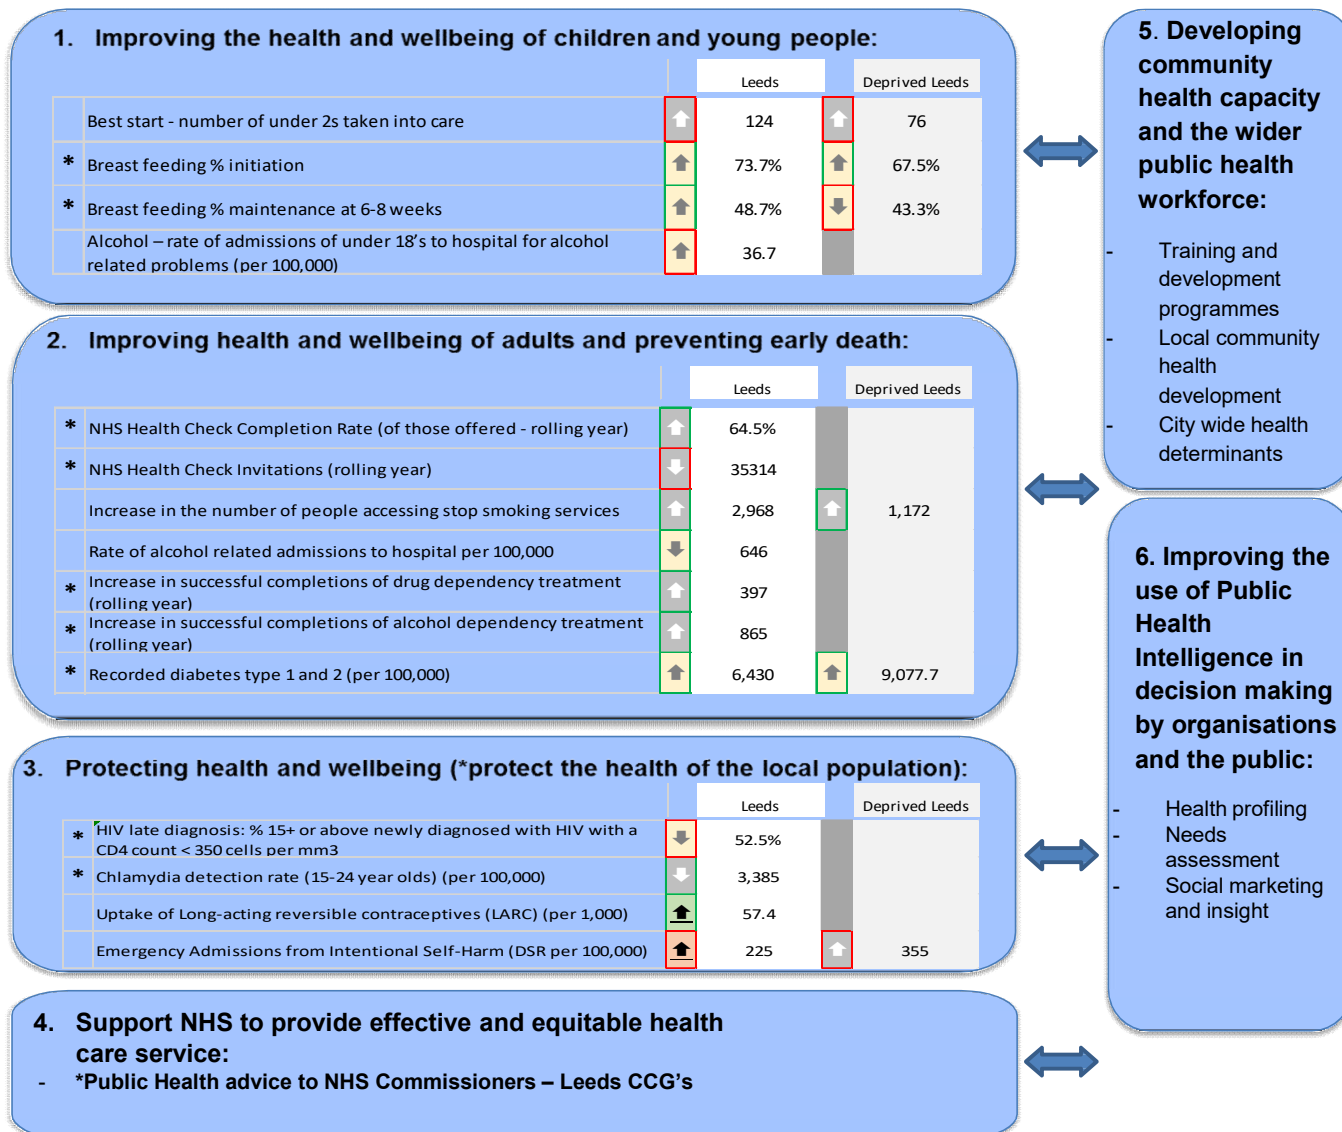 1. Improving the health and wellbeing of children and young people:
Leeds Deprived Leeds
Best start - number of under 2s taken into care 124 76
* Breast feeding % initiation 73.7% 67.5%
* Breast feeding % maintenance at 6-8 weeks 48.7% 43.3%
Alcohol – rate of admissions of under 18's to hospital for alcohol
related problems (per 100,000) 36.7
2. Improving health and wellbeing of adults and preventing early death:
Leeds Deprived Leeds
* NHS Health Check Completion Rate (of those offered - rolling year) 64.5%
* NHS Health Check Invitations (rolling year) 35314
Increase in the number of people accessing stop smoking services 2,968 1,172
Rate of alcohol related admissions to hospital per 100,000 646
* Increase in successful completions of drug dependency treatment
(rolling year) 397
* Increase in successful completions of alcohol dependency treatment
(rolling year) 865
* Recorded diabetes type 1 and 2 (per 100,000) 6,430 9,077.7
3. Protecting health and wellbeing (*protect the health of the local population):
Leeds Deprived Leeds
* HIV late diagnosis: % 15+ or above newly diagnosed with HIV with a
CD4 count < 350 cells per mm3 52.5%
* Chlamydia detection rate (15-24 year olds) (per 100,000) 3,385
Uptake of Long-acting reversible contraceptives (LARC) (per 1,000) 57.4
Emergency Admissions from Intentional Self-Harm (DSR per 100,000) 225 355
4. Support NHS to provide effective and equitable health
care service:
- *Public Health advice to NHS Commissioners – Leeds CCG's
5. Developing
community
health capacity
and the wider
public health
workforce:
- Training and
development
programmes
- Local community
health
development
- City wide health
determinants
6. Improving the
use of Public
Health
Intelligence in
decision making
by organisations
and the public:
- Health profiling
- Needs
assessment
- Social marketing
and insight